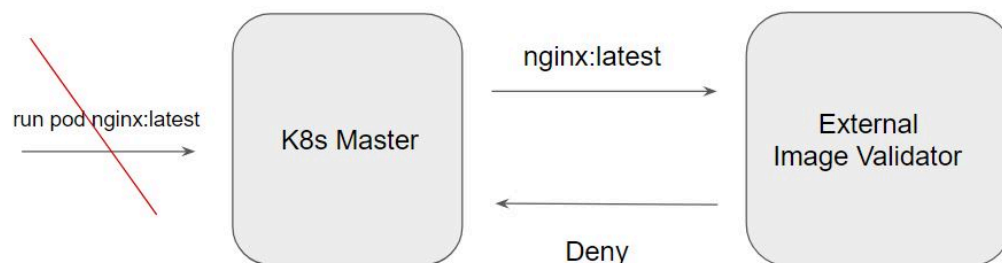 run pod nginx:latest
K8s Master
nginx:latest
Deny
External
Image Validator